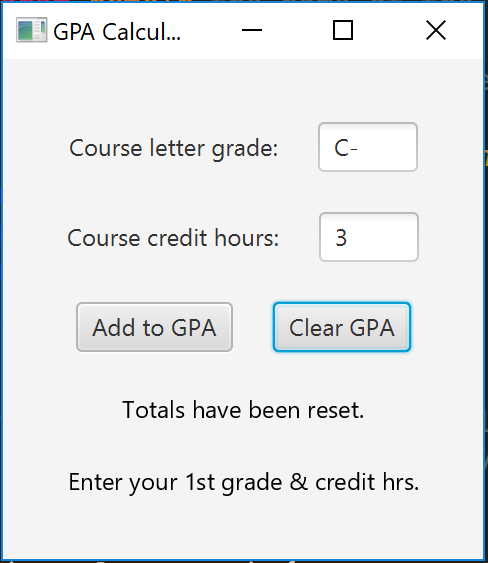 GPA Calcul...
Course letter grade: C-
Course credit hours: 3
Add to GPA Clear GPA
Totals have been reset.
Enter your 1st grade & credit hrs.